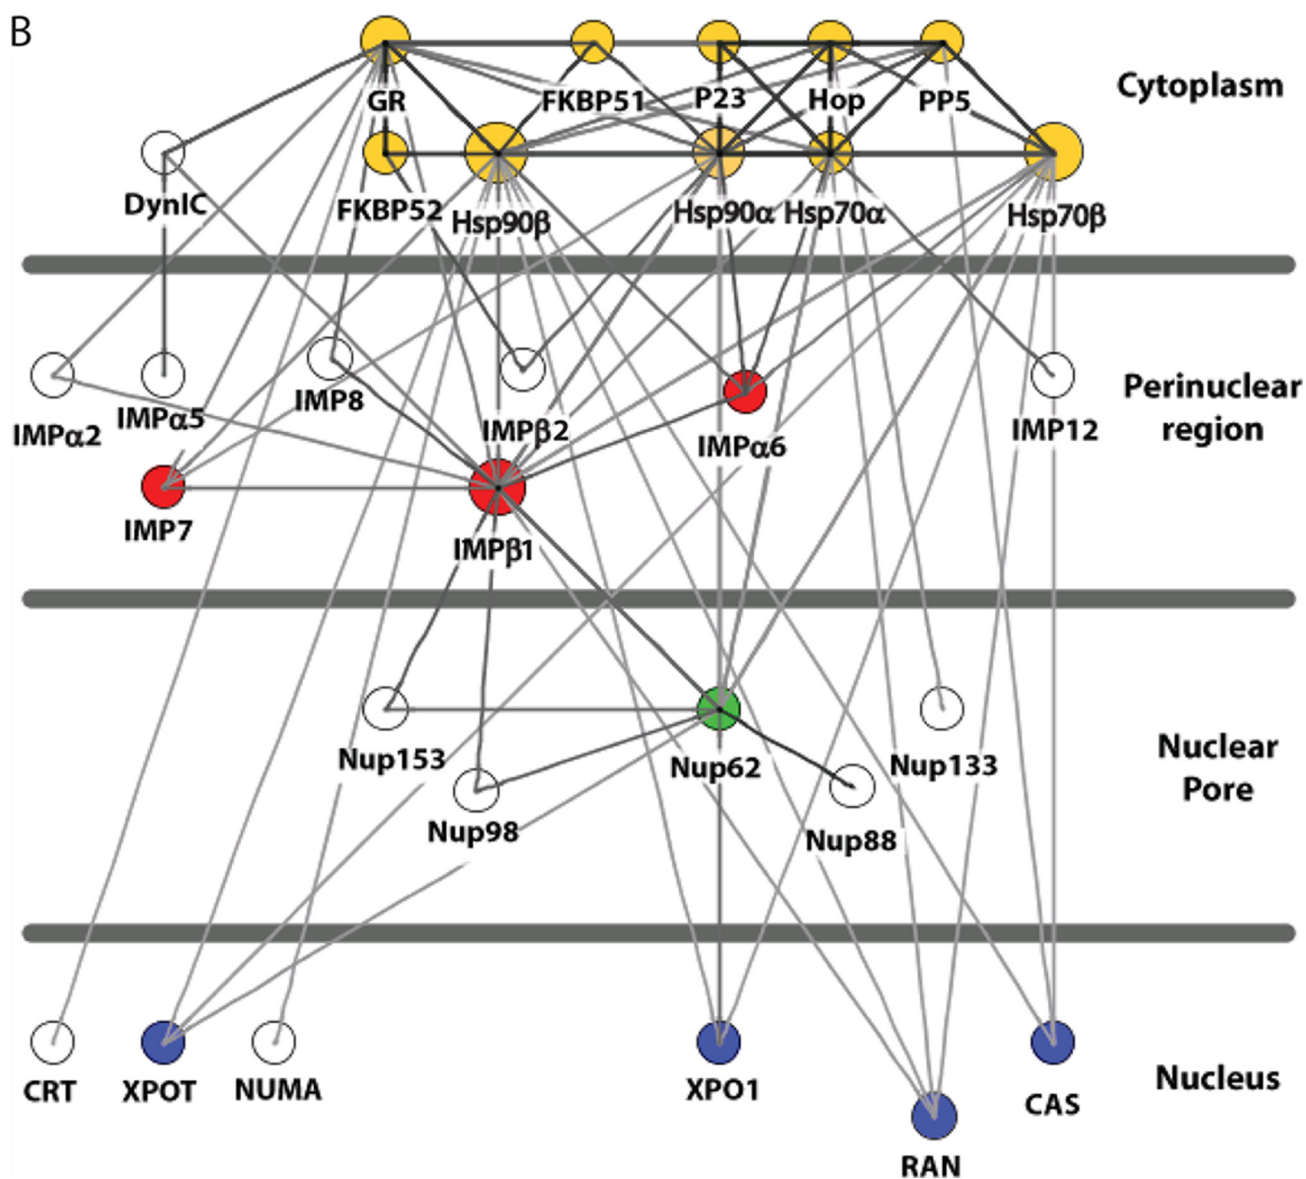 B
Cytoplasm
GR
FKBP51
P23
Hop
PP5
DynIC
FKBP52
Hsp90β
Hsp90α
Hsp70α
Hsp70β
Perinuclear
region
IMPα2
IMPα5
IMP8
IMPβ2
IMPα6
IMP12
IMP7
IMPβ1
Nuclear
Pore
Nup153
Nup62
Nup133
Nup98
Nup88
Nucleus
CRT
XPOT
NUMA
XPO1
CAS
RAN